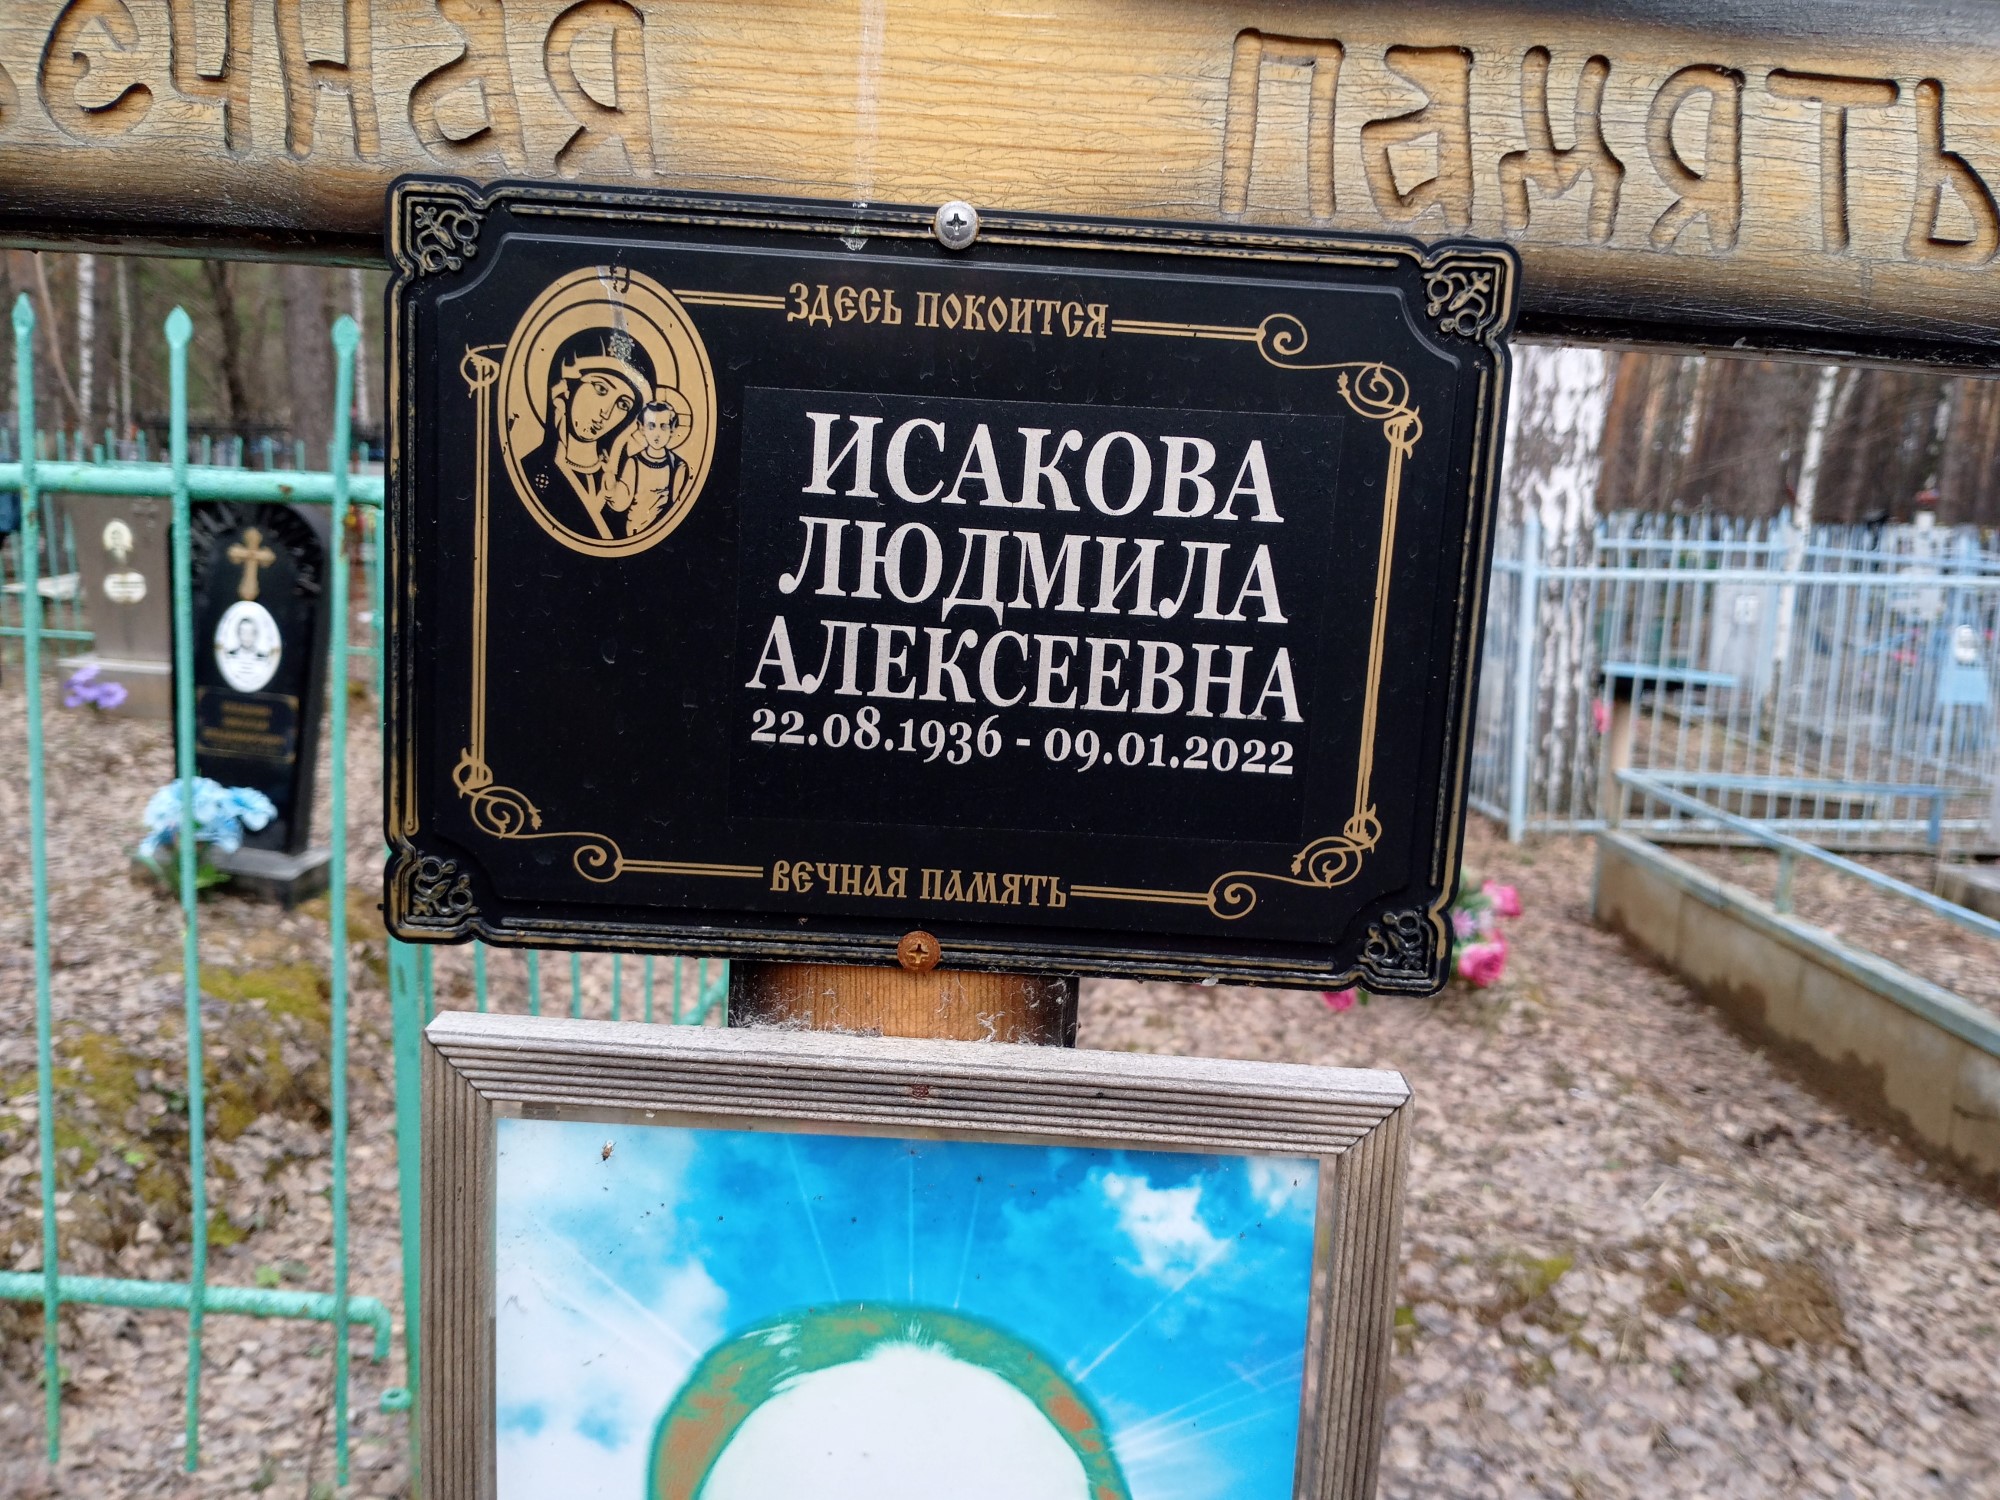 вечная память
ЗДЕСЬ ПОКОИТСЯ
ИСАКОВА
ЛЮДМИЛА
АЛЕКСЕЕВНА
22.08.1936 - 09.01.2022
ВЕЧНАЯ ПАМЯТЬ